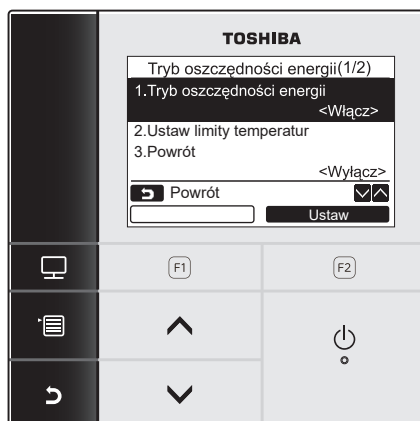 TOSHIBA
Tryb oszczędności energii(1/2)
1.Tryb oszczędności energii
<Włącz>
2.Ustaw limity temperatur
3.Powrót
<Wyłącz>
Powrót
Ustaw
F1
F2